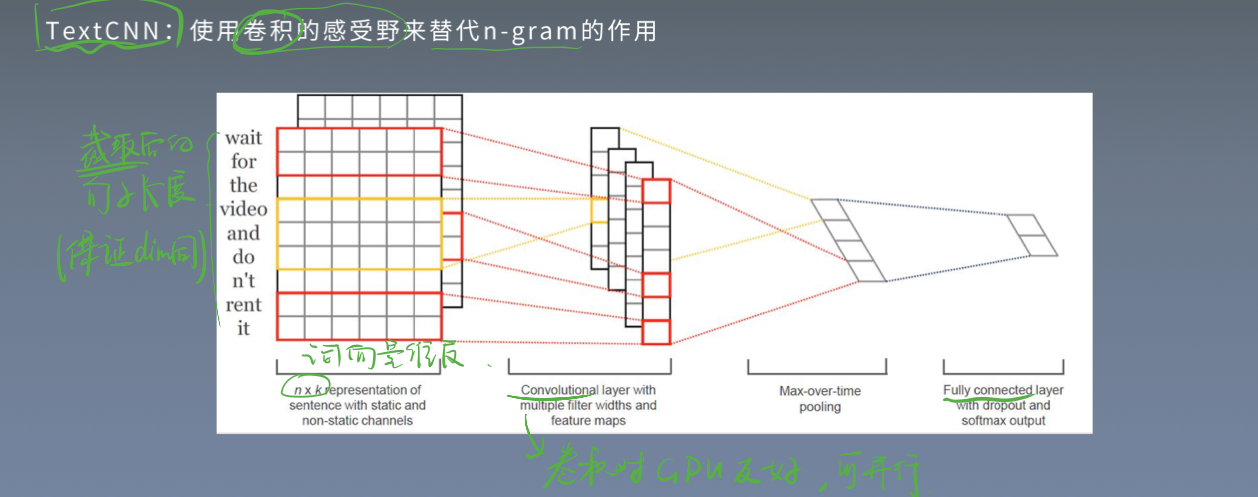 TextCNN：使用卷积的感受野来替代n-gram的作用
截取后的
句子长度
(保证dim同)
wait
for
the
video
and
do
n't
rent
it
词向量维度
n x k representation of
sentence with static and
non-static channels
Convolutional layer with
multiple filter widths and
feature maps
Max-over-time
pooling
Fully connected layer
with dropout and
softmax output
卷积对GPU友好，可并行